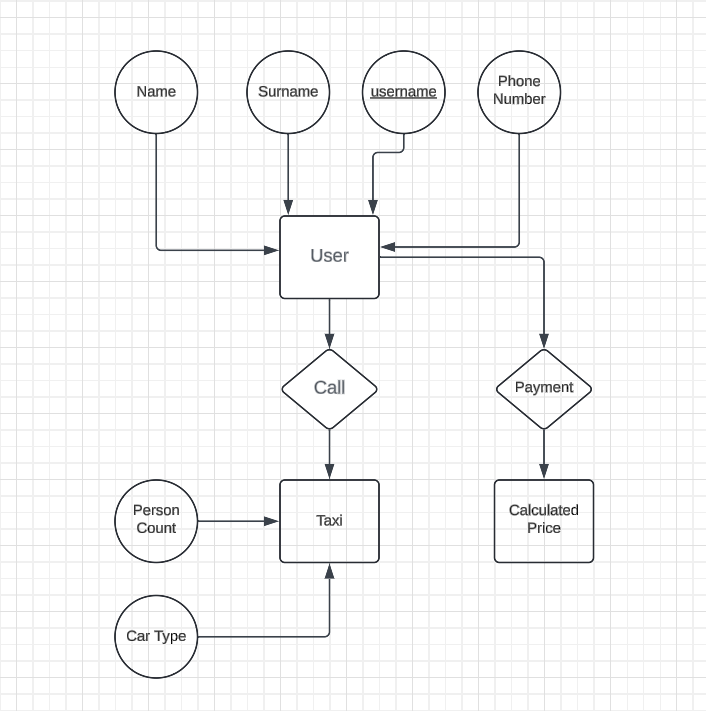 Name
Surname
username
Phone
Number
User
Call
Payment
Person
Count
Taxi
Calculated
Price
Car Type